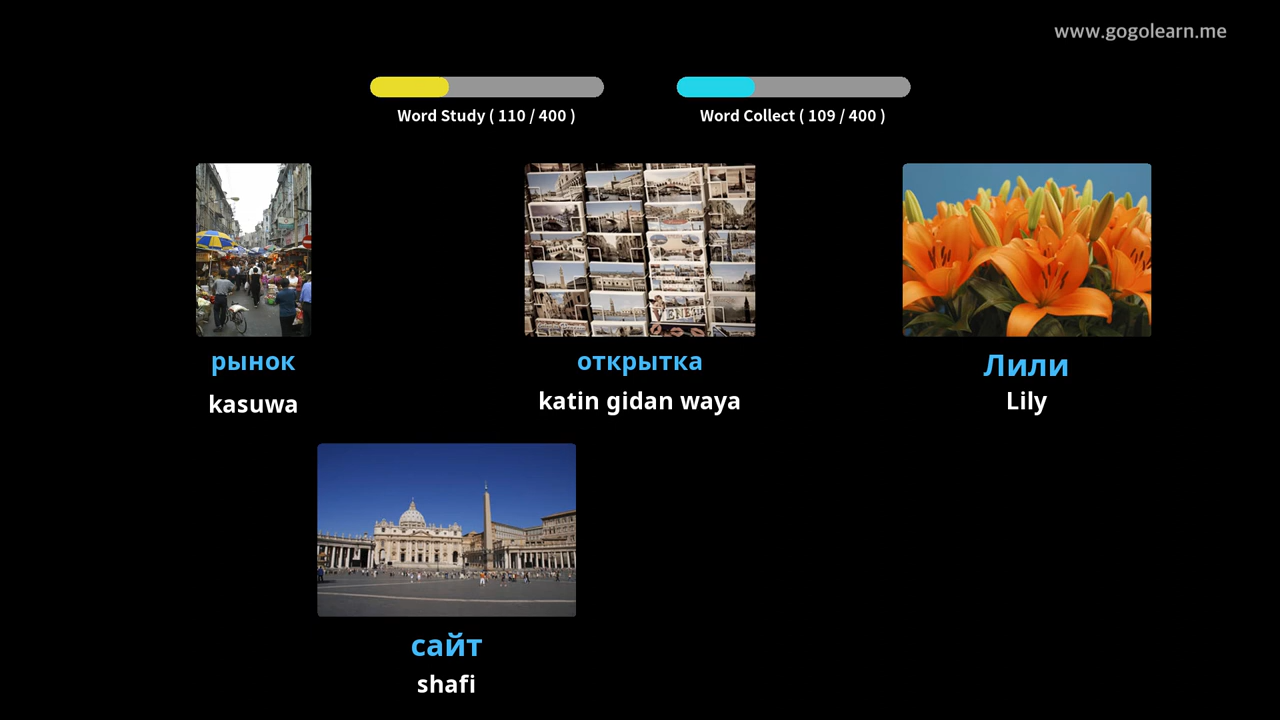 www.gogolearn.me
Word Study ( 110 / 400 )
Word Collect ( 109 / 400 )
рынок
kasuwa
открытка
katin gidan waya
Лили
Lily
сайт
shafi